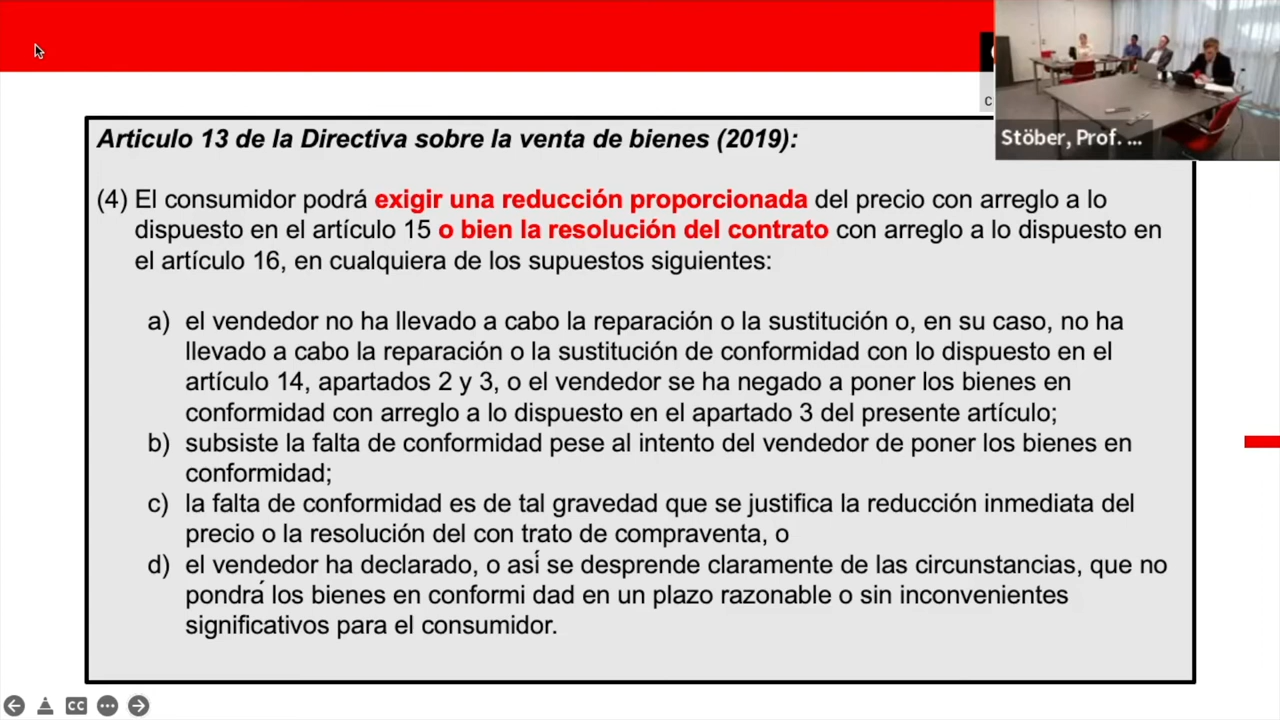 Articulo 13 de la Directiva sobre la venta de bienes (2019):
(4) El consumidor podrá exigir una reducción proporcionada del precio con arreglo a lo
dispuesto en el artículo 15 o bien la resolución del contrato con arreglo a lo dispuesto en
el artículo 16, en cualquiera de los supuestos siguientes:
a) el vendedor no ha llevado a cabo la reparación o la sustitución o, en su caso, no ha
llevado a cabo la reparación o la sustitución de conformidad con lo dispuesto en el
artículo 14, apartados 2 y 3, o el vendedor se ha negado a poner los bienes en
conformidad con arreglo a lo dispuesto en el apartado 3 del presente artículo;
b) subsiste la falta de conformidad pese al intento del vendedor de poner los bienes en
conformidad;
c) la falta de conformidad es de tal gravedad que se justifica la reducción inmediata del
precio o la resolución del con trato de compraventa, o
d) el vendedor ha declarado, o así se desprende claramente de las circunstancias, que no
pondrá los bienes en conformi dad en un plazo razonable o sin inconvenientes
significativos para el consumidor.
Stöber, Prof. ...
c
CC